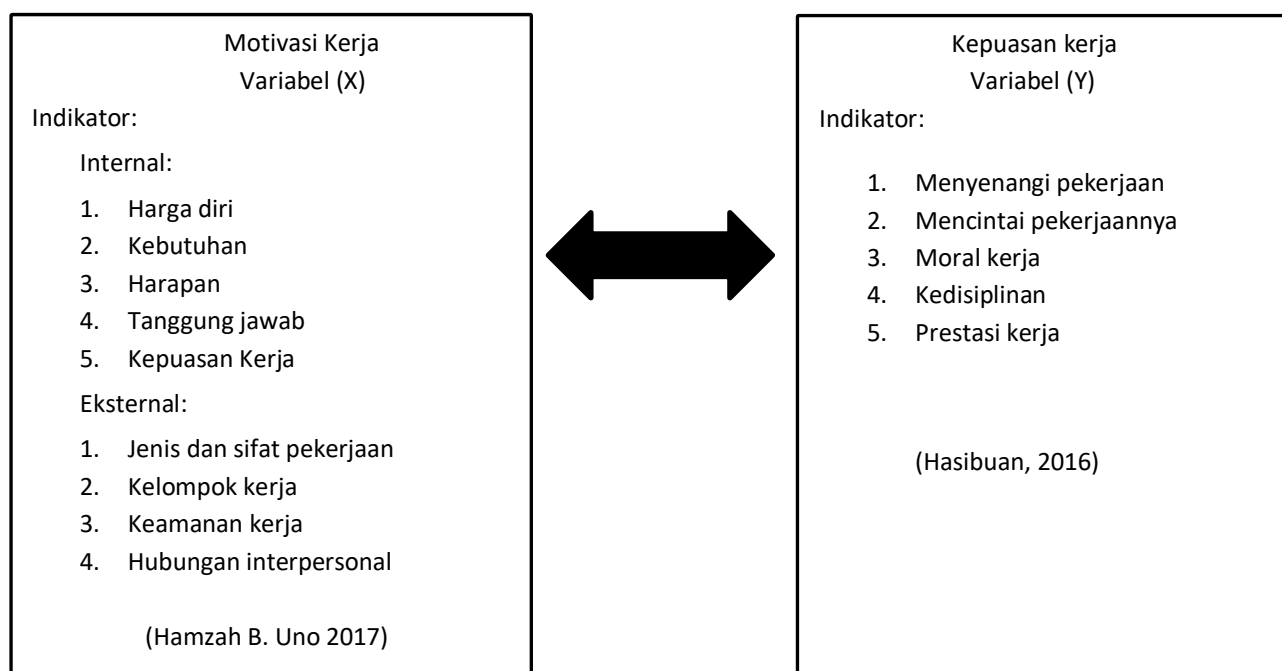 Motivasi Kerja
Variabel (X)
Indikator:
Internal:
1. Harga diri
2. Kebutuhan
3. Harapan
4. Tanggung jawab
5. Kepuasan Kerja
Eksternal:
1. Jenis dan sifat pekerjaan
2. Kelompok kerja
3. Keamanan kerja
4. Hubungan interpersonal
(Hamzah B. Uno 2017)
Kepuasan kerja
Variabel (Y)
Indikator:
1. Menyenangi pekerjaan
2. Mencintai pekerjaannya
3. Moral kerja
4. Kedisiplinan
5. Prestasi kerja
(Hasibuan, 2016)